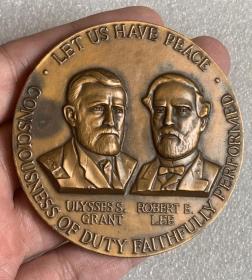 · LET US HAVE PEACE ·
CONSCIOUSNESS OF DUTY FAITHFULLY PERFORMED
ULYSSES S.
GRANT
ROBERT E.
LEE